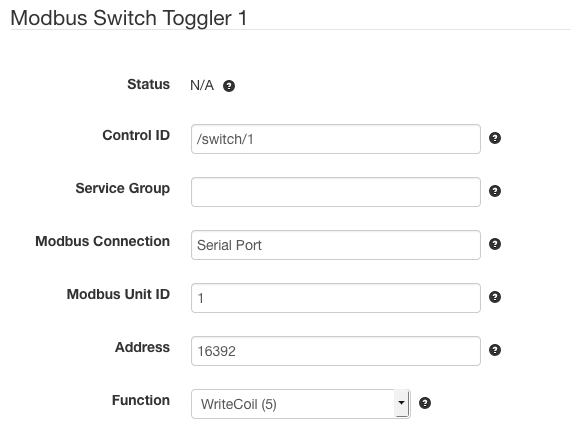 Modbus Switch Toggler 1
Status N/A
Control ID /switch/1
Service Group
Modbus Connection Serial Port
Modbus Unit ID 1
Address 16392
Function WriteCoil (5)